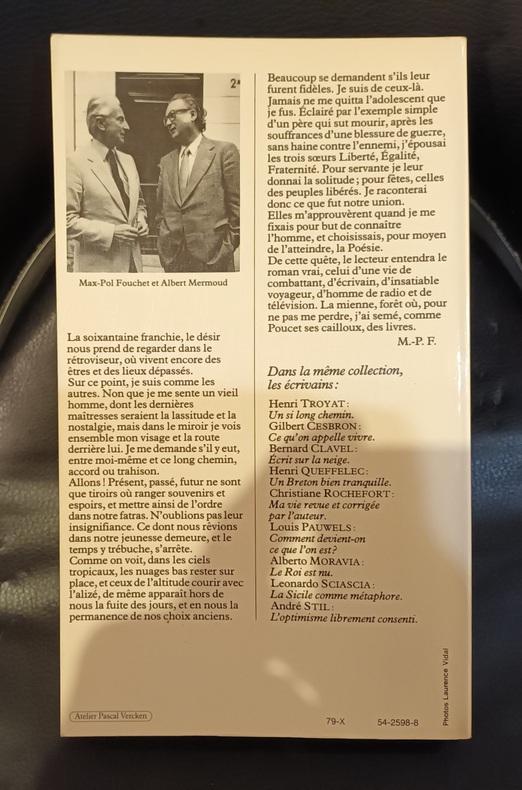 2ᴬ
Max-Pol Fouchet et Albert Mermoud
La soixantaine franchie, le désir
nous prend de regarder dans le
rétroviseur, où vivent encore des
êtres et des lieux dépassés.
Sur ce point, je suis comme les
autres. Non que je me sente un vieil
homme, dont les dernières
maîtresses seraient la lassitude et la
nostalgie, mais dans le miroir je vois
ensemble mon visage et la route
derrière lui. Je me demande s'il y eut,
entre moi-même et ce long chemin,
accord ou trahison.
Allons ! Présent, passé, futur ne sont
que tiroirs où ranger souvenirs et
espoirs, et mettre ainsi de l'ordre
dans notre fatras. N'oublions pas leur
insignifiance. Ce dont nous rêvions
dans notre jeunesse demeure, et le
temps y trébuche, s'arrête.
Comme on voit, dans les ciels
tropicaux, les nuages bas rester sur
place, et ceux de l'altitude courir avec
l'alizé, de même apparaît hors de
nous la fuite des jours, et en nous la
permanence de nos choix anciens.
Beaucoup se demandent s'ils leur
furent fidèles. Je suis de ceux-là.
Jamais ne me quitta l'adolescent que
je fus. Éclairé par l'exemple simple
d'un père qui sut mourir, après les
souffrances d'une blessure de guerre,
sans haine contre l'ennemi, j'épousai
les trois sœurs Liberté, Égalité,
Fraternité. Pour servante je leur
donnai la solitude ; pour fêtes, celles
des peuples libérés. Je raconterai
donc ce que fut notre union.
Elles m'approuvèrent quand je me
fixais pour but de connaître
l'homme, et choisissais, pour moyen
de l'atteindre, la Poésie.
De cette quête, le lecteur entendra le
roman vrai, celui d'une vie de
combattant, d'écrivain, d'insatiable
voyageur, d'homme de radio et de
télévision. La mienne, forêt où, pour
ne pas me perdre, j'ai semé, comme
Poucet ses cailloux, des livres.
M.-P. F.
Dans la même collection,
les écrivains :
Henri TROYAT :
Un si long chemin.
Gilbert CESBRON :
Ce qu'on appelle vivre.
Bernard CLAVEL :
Écrit sur la neige.
Henri QUEFFELEC :
Un Breton bien tranquille.
Christiane ROCHEFORT :
Ma vie revue et corrigée
par l'auteur.
Louis PAUWELS :
Comment devient-on
ce que l'on est ?
Alberto MORAVIA :
Le Roi est nu.
Leonardo SCIASCIA :
La Sicile comme métaphore.
André STIL :
L'optimisme librement consenti.
Atelier Pascal Vercken
79-X 54-2598-8
Photos Laurence Vidal